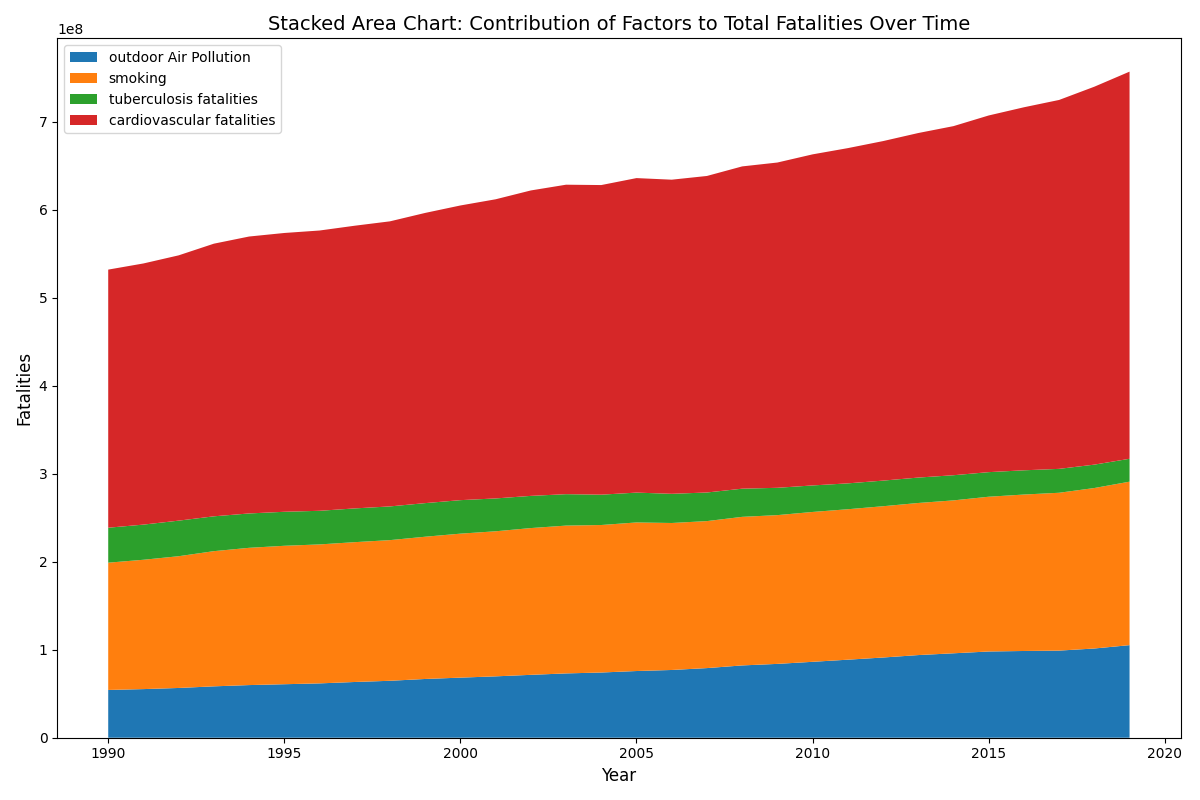 Stacked Area Chart: Contribution of Factors to Total Fatalities Over Time
1e8
outdoor Air Pollution
smoking
tuberculosis fatalities
cardiovascular fatalities
7
6
5
4
3
2
1
0
Fatalities
1990 1995 2000 2005 2010 2015 2020
Year